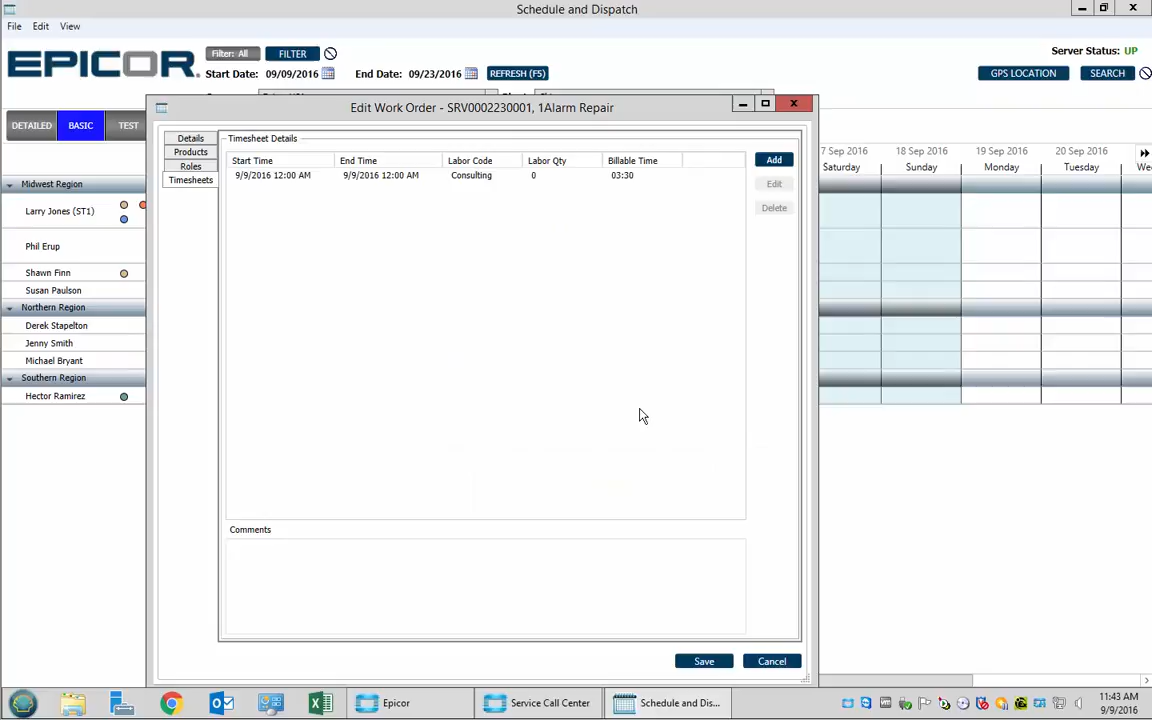 Schedule and Dispatch
File Edit View
EPICOR.
Filter: All FILTER
Server Status: UP
Start Date: 09/09/2016 End Date: 09/23/2016 REFRESH (F5)
GPS LOCATION SEARCH
Edit Work Order - SRV0002230001, 1Alarm Repair
DETAILED BASIC TEST
Details
Products
Roles
Timesheets
Timesheet Details
Start Time End Time Labor Code Labor Qty Billable Time
9/9/2016 12:00 AM 9/9/2016 12:00 AM Consulting 0 03:30
Add
Edit
Delete
7 Sep 2016 18 Sep 2016 19 Sep 2016 20 Sep 2016
Saturday Sunday Monday Tuesday We
Midwest Region
Larry Jones (ST1)
Phil Erup
Shawn Finn
Susan Paulson
Northern Region
Derek Stapelton
Jenny Smith
Michael Bryant
Southern Region
Hector Ramirez
Comments
Save Cancel
Epicor Service Call Center Schedule and Dis...
11:43 AM
9/9/2016